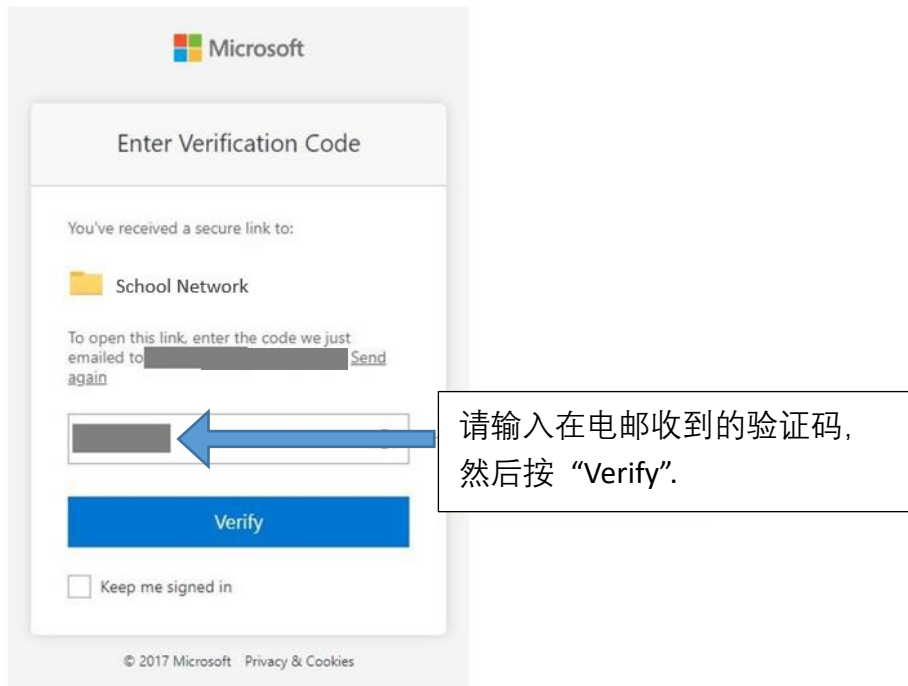 Microsoft
Enter Verification Code
You've received a secure link to:
School Network
To open this link, enter the code we just
emailed to Send
again
请输入在电邮收到的验证码,
然后按 “Verify”.
Verify
Keep me signed in
© 2017 Microsoft Privacy & Cookies